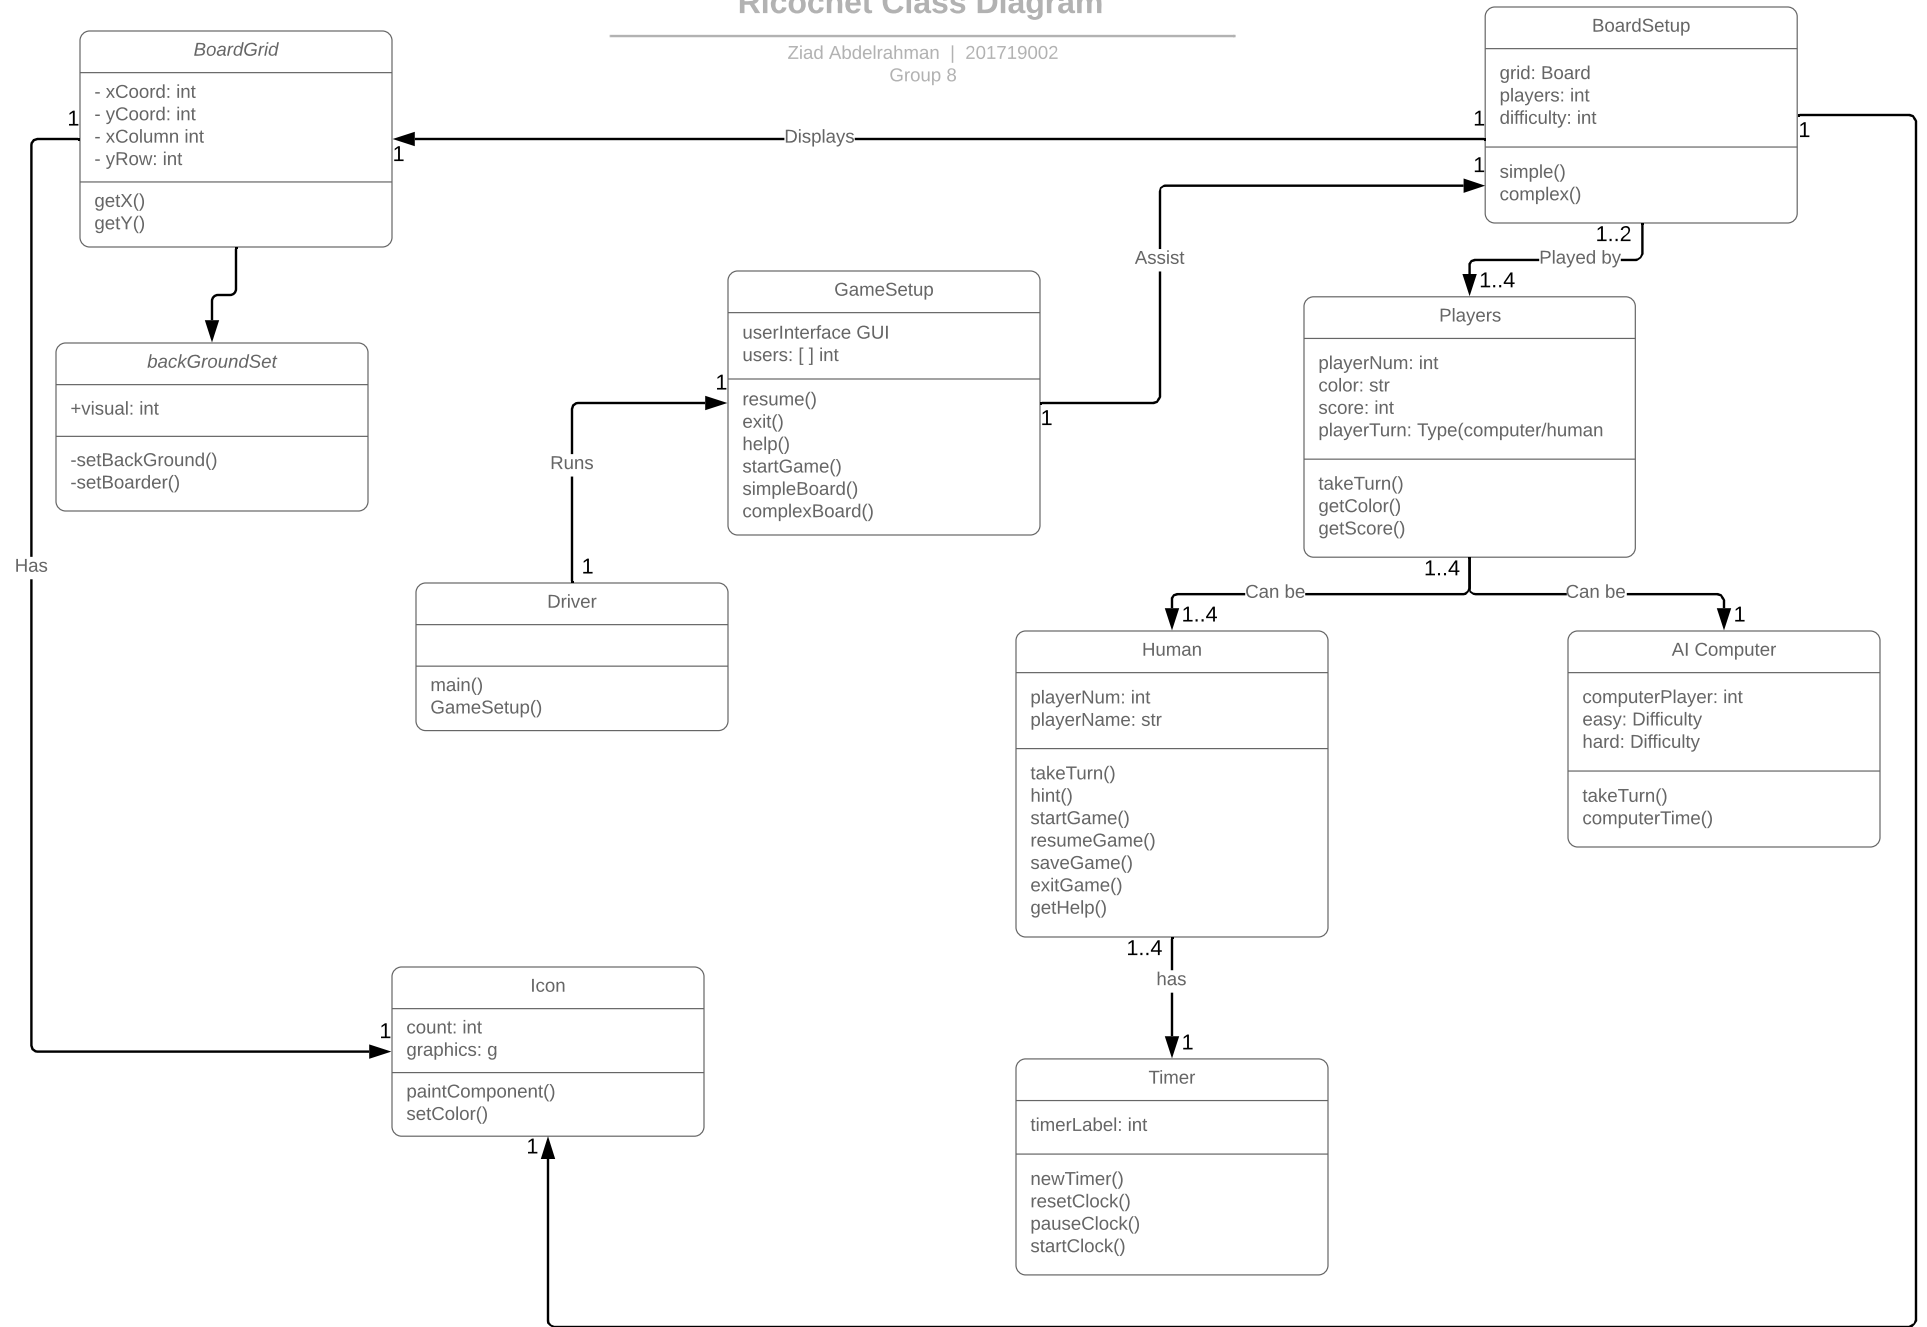 Ricochet Class Diagram
Ziad Abdelrahman | 201719002
Group 8
BoardGrid
- xCoord: int
- yCoord: int
- xColumn int
- yRow: int
getX()
getY()
1
1
Displays
1
BoardSetup
grid: Board
players: int
difficulty: int
simple()
complex()
1
1
1..2
Played by
1..4
Assist
backGroundSet
+visual: int
-setBackGround()
-setBoarder()
GameSetup
userInterface GUI
users: [ ] int
resume()
exit()
help()
startGame()
simpleBoard()
complexBoard()
1
1
Players
playerNum: int
color: str
score: int
playerTurn: Type(computer/human
takeTurn()
getColor()
getScore()
Runs
1
Has
Driver
main()
GameSetup()
1..4
Can be
Can be
1..4
1
Human
playerNum: int
playerName: str
takeTurn()
hint()
startGame()
resumeGame()
saveGame()
exitGame()
getHelp()
AI Computer
computerPlayer: int
easy: Difficulty
hard: Difficulty
takeTurn()
computerTime()
1..4
has
1
Icon
count: int
graphics: g
paintComponent()
setColor()
1
1
Timer
timerLabel: int
newTimer()
resetClock()
pauseClock()
startClock()